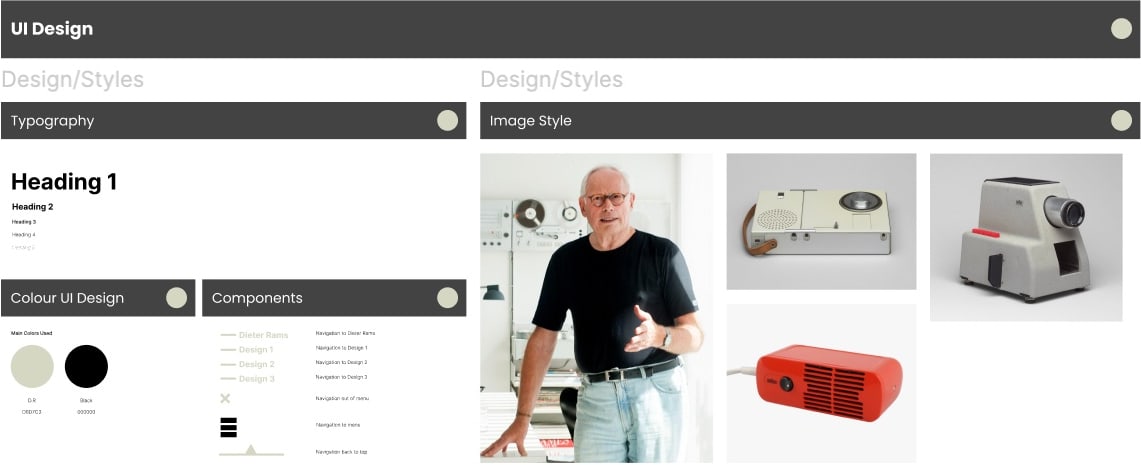 UI Design
Design/Styles
Typography
Heading 1
Heading 2
Heading 3
Heading 4
Colour UI Design
Main Colors Used
D.R
Black
000000
Components
Dieter Rams
Navigation to Dieter Rams
Design 1
Navigation to Design 1
Design 2
Navigation to Design 2
Design 3
Navigation to Design 3
Navigation out of menu
Navigation to menu
Navigation back to top
Design/Styles
Image Style